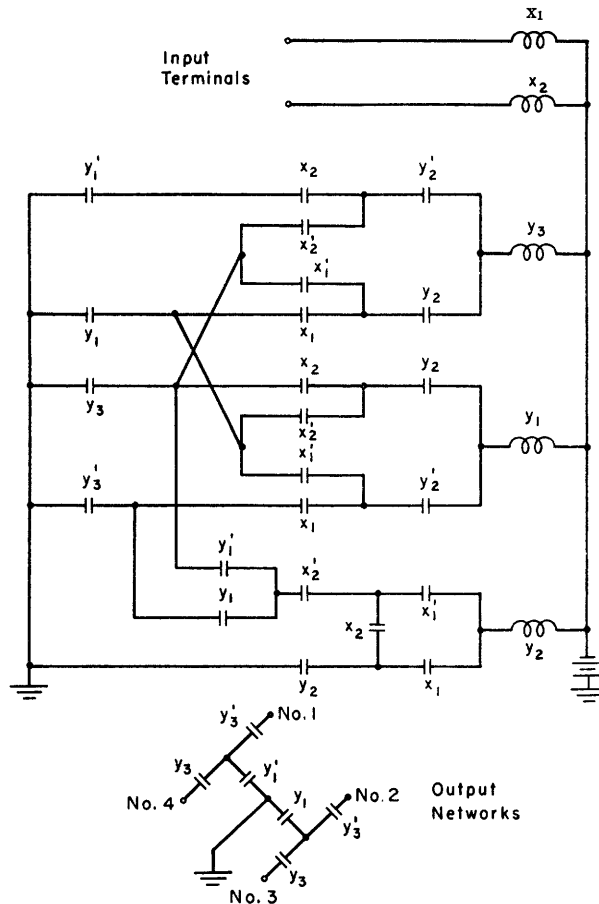 X₁
Input
Terminals
x₂
y₁' x₂ y₂'
x₂' y₃
x₁'
y₂
y₁ x₁
x₂ y₂
y₃ x₂' y₁
x₁'
y₃' y₂'
x₁
y₁' x₂' x₁'
y₁
x₂ y₂
y₂ x₁
y₃' No.1
y₃ y₁' No.2 Output
No.4 y₁ Networks
y₃'
y₃
No.3